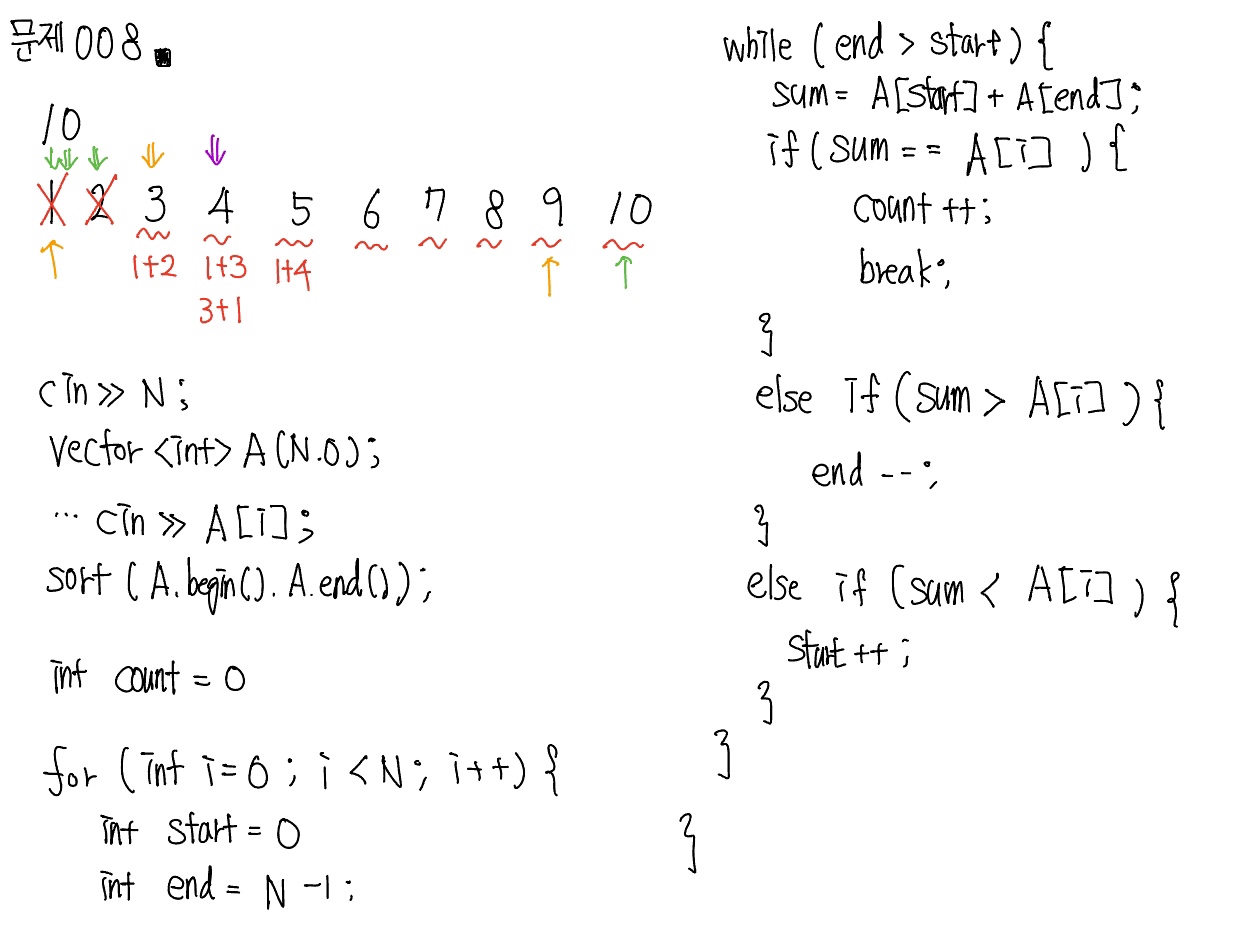 문제 008.
10
1 2 3 4 5 6 7 8 9 10
1+2 1+3 1+4
3+1
cin >> N;
vector <int> A(N.0);
... cin >> A[i];
sort (A.begin(). A.end());
int count = 0
for (int i=0; i < N; i++) {
int start = 0
int end = N -1;
while (end > start) {
sum = A[start] + A[end];
if (sum == A[i] ) {
count ++;
break;
}
else if (sum > A[i] ) {
end --;
}
else if (sum < A[i] ) {
start ++;
}
}
}